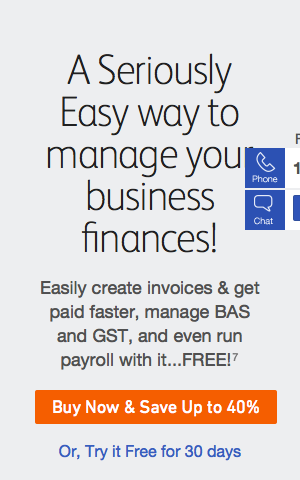 A Seriously
Easy way to
manage your
business
finances!
Phone
Chat
Easily create invoices & get
paid faster, manage BAS
and GST, and even run
payroll with it...FREE!7
Buy Now & Save Up to 40%
Or, Try it Free for 30 days